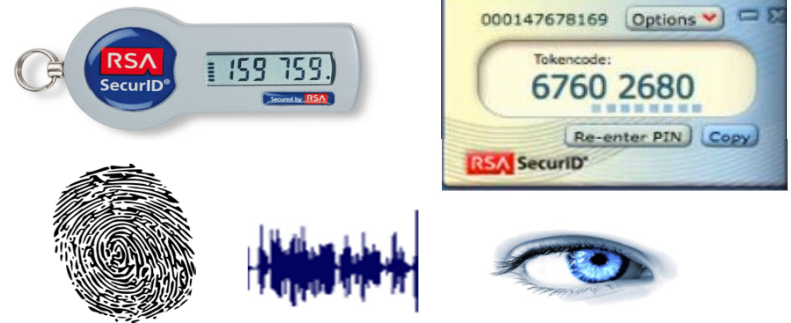 RSA
SecurID®
159 759.
Secured by RSA
000147678169 Options
Tokencode:
6760 2680
Re-enter PIN Copy
RSA SecurID®